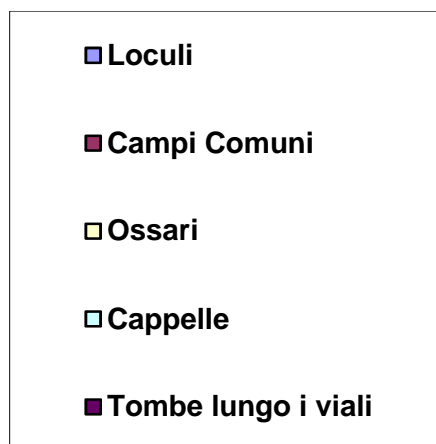 Loculi
Campi Comuni
Ossari
Cappelle
Tombe lungo i viali